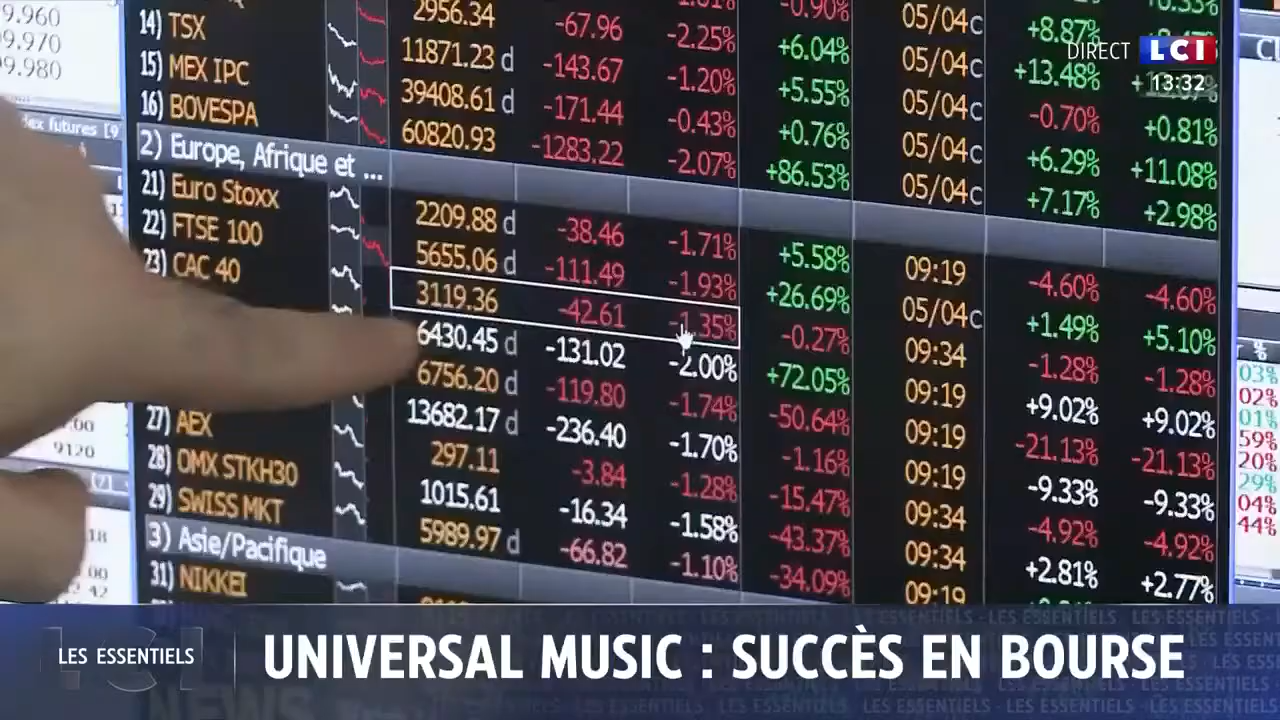 9.960
9.970
9.980
2956.34 -67.96 -2.25% +6.04% 05/04c +13.48%
14) TSX 11871.23 d -143.67 -1.20% +5.55% 05/04c -0.70% +0.81%
15) MEX IPC 39408.61 d -171.44 -0.43% +0.76% 05/04c +6.29% +11.08%
16) BOVESPA 60820.93 -1283.22 -2.07% +86.53% 05/04c +7.17% +2.98%
2) Europe, Afrique et ...
21) Euro Stoxx 2209.88 d -38.46 -1.71% +5.58% 09:19 -4.60% -4.60%
22) FTSE 100 5655.06 d -111.49 -1.93% +26.69% 05/04c +1.49% +5.10%
23) CAC 40 3119.36 -42.61 -1.35% -0.27% 09:34 -1.28% -1.28%
6430.45 d -131.02 -2.00% +72.05% 09:19 +9.02% +9.02%
6756.20 d -119.80 -1.74% -50.64% 09:19 -21.13% -21.13%
13682.17 d -236.40 -1.70% -1.16% 09:19 -9.33% -9.33%
27) AEX 297.11 -3.84 -1.28% -15.47% 09:34 -4.92% -4.92%
28) OMX STKH30 1015.61 -16.34 -1.58% -43.37% 09:34 +2.81% +2.77%
29) SWISS MKT 5989.97 d -66.82 -1.10% -34.09% 09:19
3) Asie/Pacifique
31) NIKKEI
DIRECT LCI
13:32
LES ESSENTIELS
UNIVERSAL MUSIC : SUCCÈS EN BOURSE